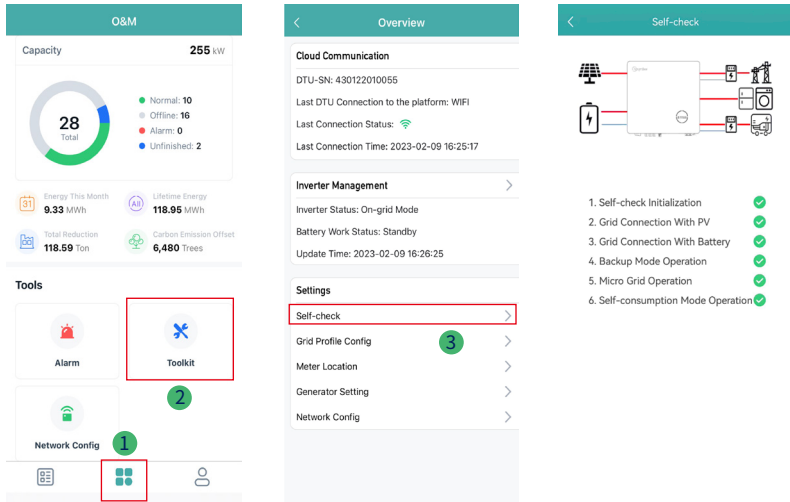 O&M
Capacity
255 kW
28
Total
Normal: 10
Offline: 16
Alarm: 0
Unfinished: 2
31
Energy This Month
9.33 MWh
All
Lifetime Energy
118.95 MWh
Total Reduction
118.59 Ton
Carbon Emission Offset
6,480 Trees
Tools
Alarm
Toolkit
2
Network Config
1
Overview
Cloud Communication
DTU-SN: 430122010055
Last DTU Connection to the platform: WIFI
Last Connection Status:
Last Connection Time: 2023-02-09 16:25:17
Inverter Management
Inverter Status: On-grid Mode
Battery Work Status: Standby
Update Time: 2023-02-09 16:26:25
Settings
Self-check
Grid Profile Config
3
Meter Location
Generator Setting
Network Config
Self-check
1. Self-check Initialization
2. Grid Connection With PV
3. Grid Connection With Battery
4. Backup Mode Operation
5. Micro Grid Operation
6. Self-consumption Mode Operation